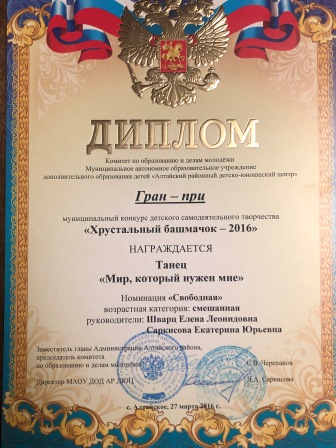 ДИПЛОМ
Комитет по образованию и делам молодёжи
Муниципальное автономное образовательное учреждение
дополнительного образования детей «Алтайский районный детско-юношеский центр»
Гран – при
муниципальный конкурс детского самодеятельного творчества
«Хрустальный башмачок – 2016»
НАГРАЖДАЕТСЯ
Танец
«Мир, который нужен мне»
Номинация «Свободная»
возрастная категория: смешанная
руководители: Шварц Елена Леонидовна
Саркисова Екатерина Юрьевна
Заместитель главы Администрации Алтайского района,
председатель комитета
по образованию и делам молодёжи С.В. Черепанов
Директор МАОУ ДОД АР ДЮЦ Саркисова
с. Алтайское, 27 марта 2016 г.